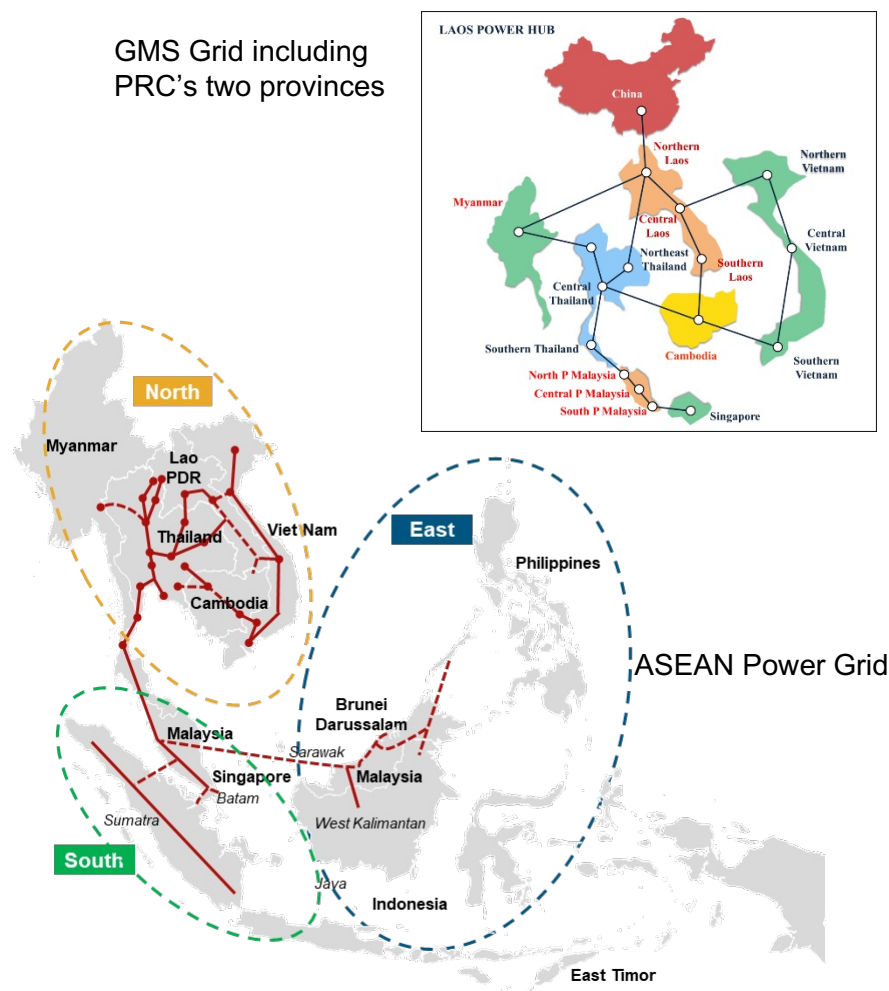 GMS Grid including
PRC's two provinces
LAOS POWER HUB
China
Northern
Laos
Northern
Vietnam
Myanmar
Central
Laos
Central
Vietnam
Northeast
Thailand
Southern
Laos
Central
Thailand
Southern Thailand
Cambodia
Southern
Vietnam
North P Malaysia
Central P Malaysia
South P Malaysia
Singapore
North
Myanmar
Lao
PDR
Thailand
Viet Nam
East
Philippines
Cambodia
ASEAN Power Grid
Brunei
Darussalam
Malaysia
Sarawak
Singapore
Malaysia
Batam
Sumatra
West Kalimantan
South
Java
Indonesia
East Timor